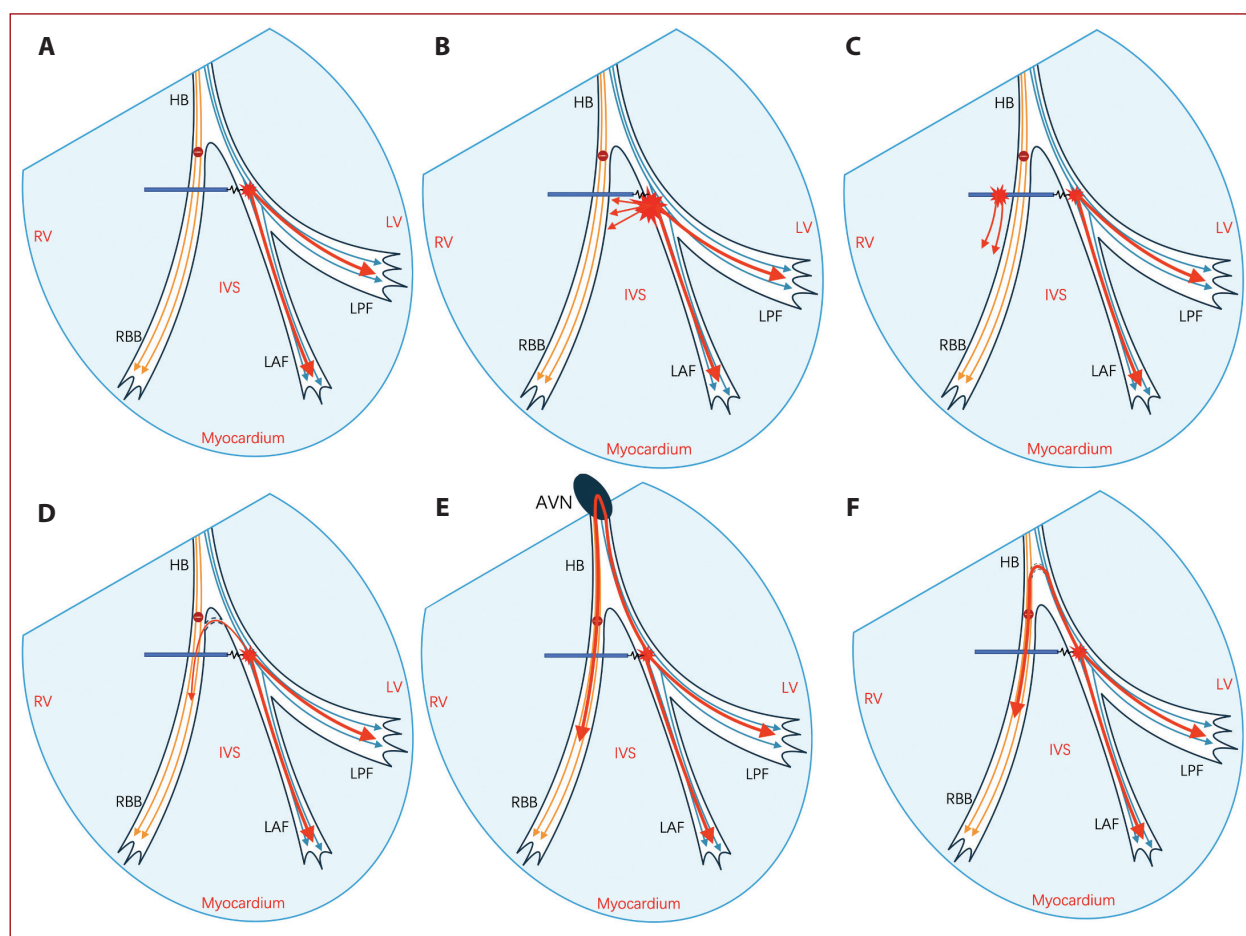 A
HB
LV
RV
IVS
LPF
RBB
LAF
Myocardium
B
HB
LV
RV
IVS
LPF
RBB
LAF
Myocardium
C
HB
LV
RV
IVS
LPF
RBB
LAF
Myocardium
D
HB
LV
RV
IVS
LPF
RBB
LAF
Myocardium
E
AVN
HB
LV
RV
IVS
LPF
RBB
LAF
Myocardium
F
HB
LV
RV
IVS
LPF
RBB
LAF
Myocardium